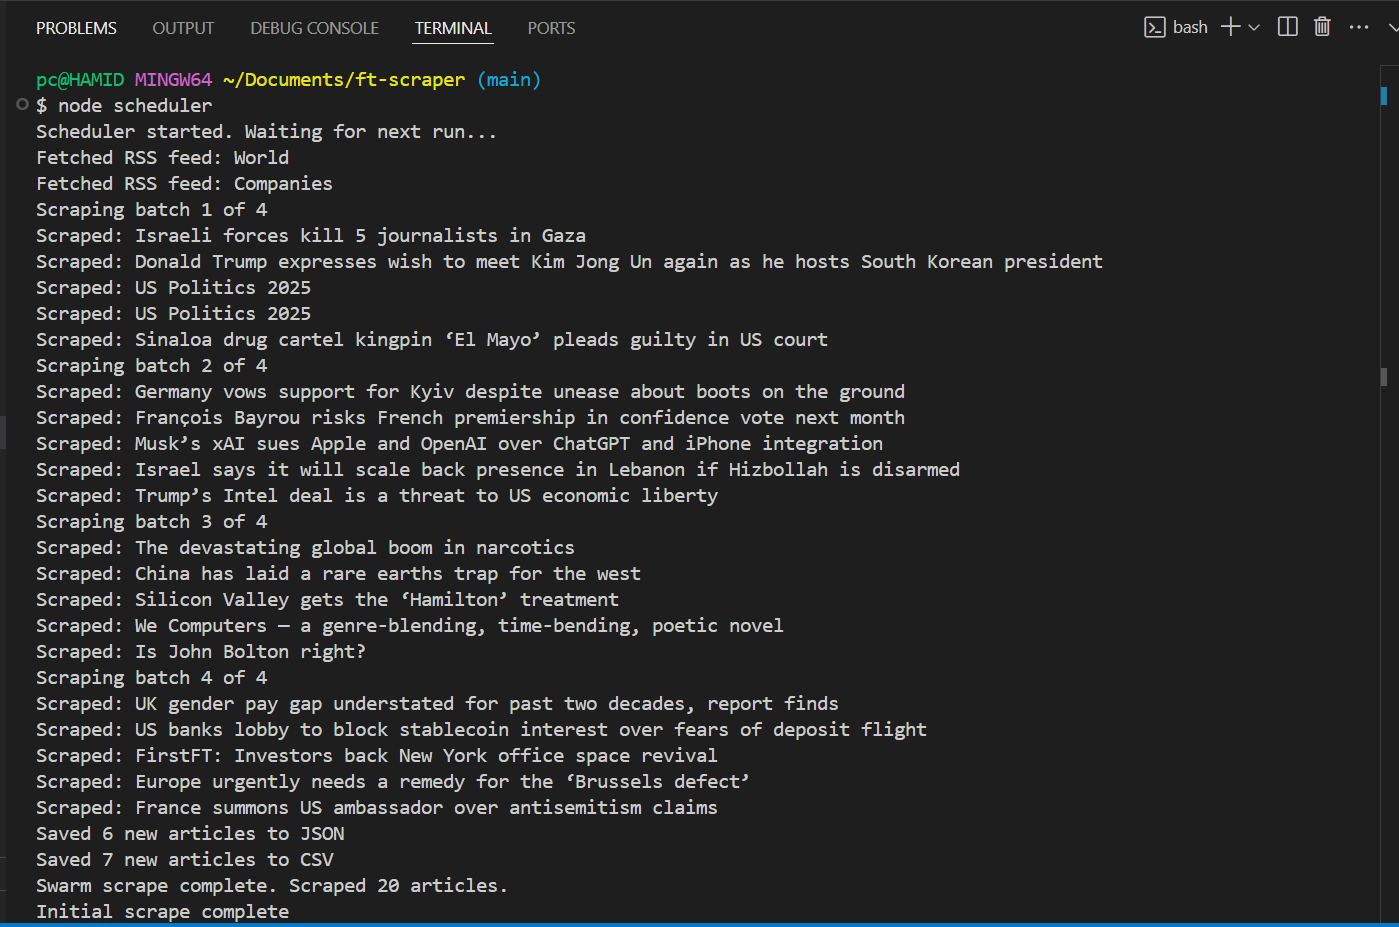 PROBLEMS OUTPUT DEBUG CONSOLE TERMINAL PORTS bash
pc@HAMID MINGW64 ~/Documents/ft-scraper (main)
$ node scheduler
Scheduler started. Waiting for next run...
Fetched RSS feed: World
Fetched RSS feed: Companies
Scraping batch 1 of 4
Scraped: Israeli forces kill 5 journalists in Gaza
Scraped: Donald Trump expresses wish to meet Kim Jong Un again as he hosts South Korean president
Scraped: US Politics 2025
Scraped: US Politics 2025
Scraped: Sinaloa drug cartel kingpin ‘El Mayo’ pleads guilty in US court
Scraping batch 2 of 4
Scraped: Germany vows support for Kyiv despite unease about boots on the ground
Scraped: François Bayrou risks French premiership in confidence vote next month
Scraped: Musk’s xAI sues Apple and OpenAI over ChatGPT and iPhone integration
Scraped: Israel says it will scale back presence in Lebanon if Hizbollah is disarmed
Scraped: Trump’s Intel deal is a threat to US economic liberty
Scraping batch 3 of 4
Scraped: The devastating global boom in narcotics
Scraped: China has laid a rare earths trap for the west
Scraped: Silicon Valley gets the ‘Hamilton’ treatment
Scraped: We Computers — a genre-blending, time-bending, poetic novel
Scraped: Is John Bolton right?
Scraping batch 4 of 4
Scraped: UK gender pay gap understated for past two decades, report finds
Scraped: US banks lobby to block stablecoin interest over fears of deposit flight
Scraped: FirstFT: Investors back New York office space revival
Scraped: Europe urgently needs a remedy for the ‘Brussels defect’
Scraped: France summons US ambassador over antisemitism claims
Saved 6 new articles to JSON
Saved 7 new articles to CSV
Swarm scrape complete. Scraped 20 articles.
Initial scrape complete